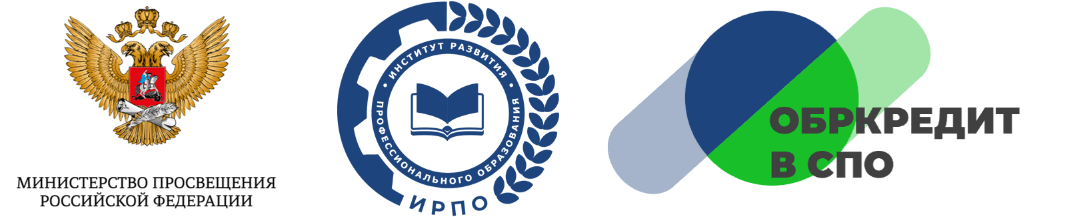 МИНИСТЕРСТВО ПРОСВЕЩЕНИЯ
РОССИЙСКОЙ ФЕДЕРАЦИИ
• ИНСТИТУТ РАЗВИТИЯ •
ПРОФЕССИОНАЛЬНОГО ОБРАЗОВАНИЯ
ИРПО
ОБРКРЕДИТ
В СПО